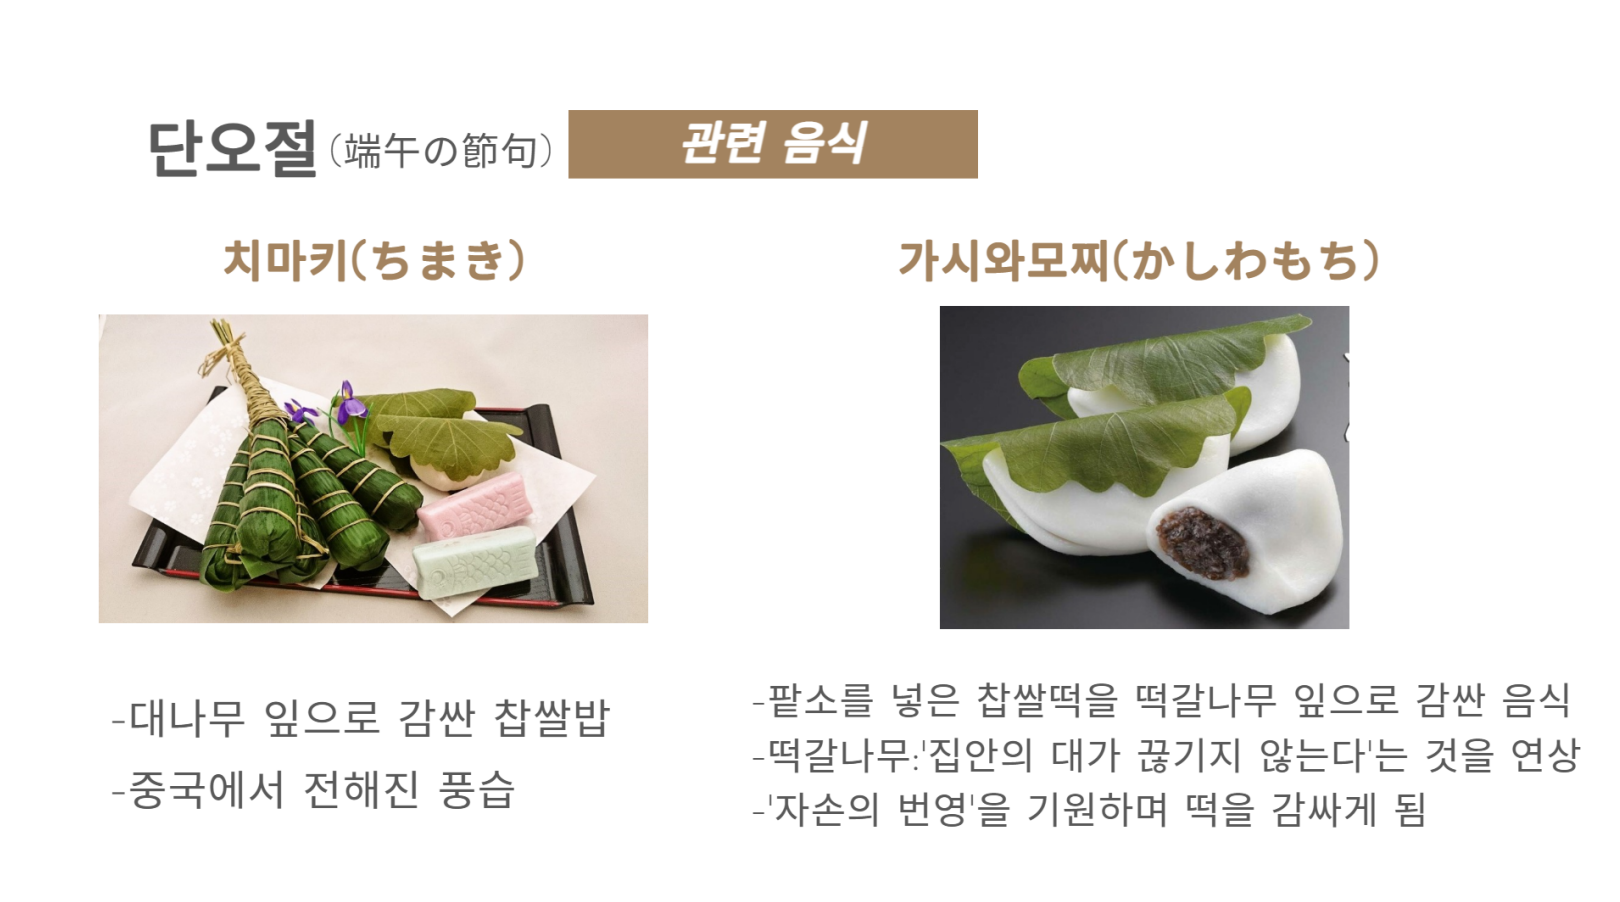 단오절(端午の節句) 관련 음식
치마키(ちまき)
가시와모찌(かしわもち)
-대나무 잎으로 감싼 찹쌀밥
-중국에서 전해진 풍습
-팥소를 넣은 찹쌀떡을 떡갈나무 잎으로 감싼 음식
-떡갈나무:'집안의 대가 끊기지 않는다'는 것을 연상
-'자손의 번영'을 기원하며 떡을 감싸게 됨